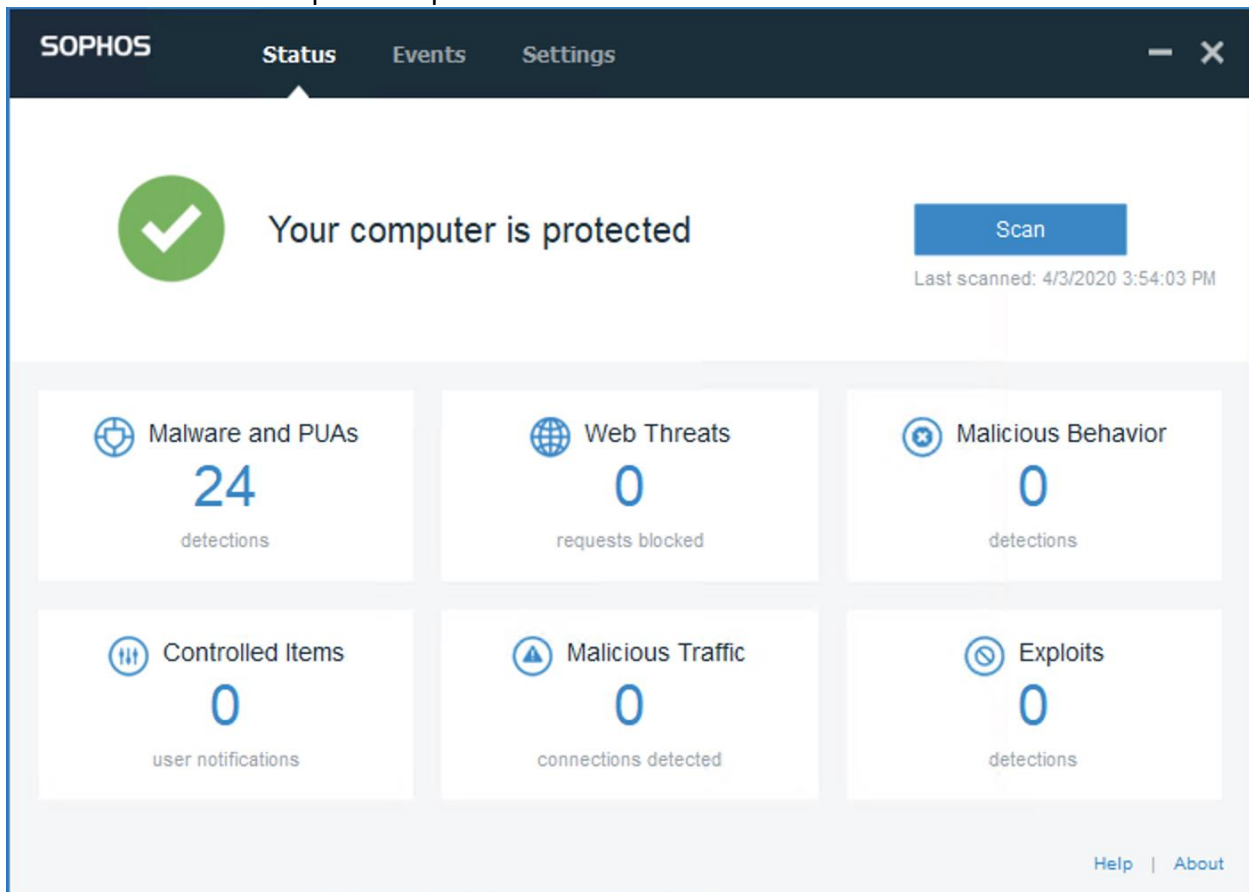 SOPHOS
Status Events Settings
Your computer is protected
Scan
Last scanned: 4/3/2020 3:54:03 PM
Malware and PUAs
24
detections
Web Threats
0
requests blocked
Malicious Behavior
0
detections
Controlled Items
0
user notifications
Malicious Traffic
0
connections detected
Exploits
0
detections
Help | About